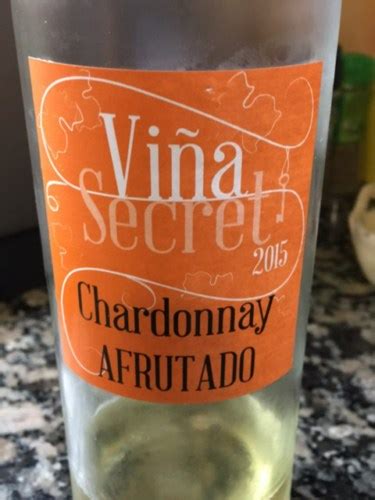 Viña
Secret
2015
Chardonnay
AFRUTADO